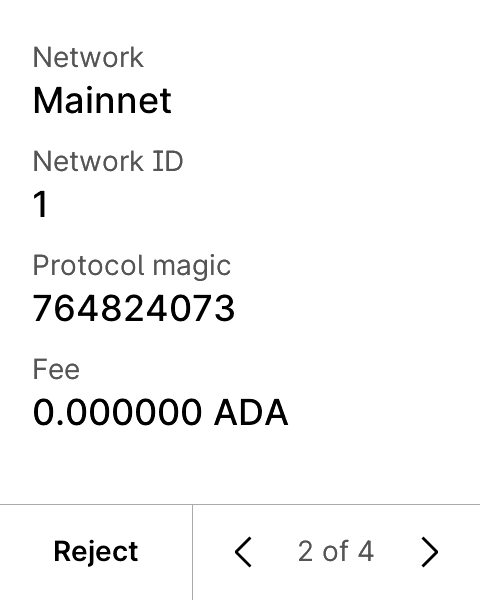 Network
Mainnet
Network ID
1
Protocol magic
764824073
Fee
0.000000 ADA
Reject
2 of 4